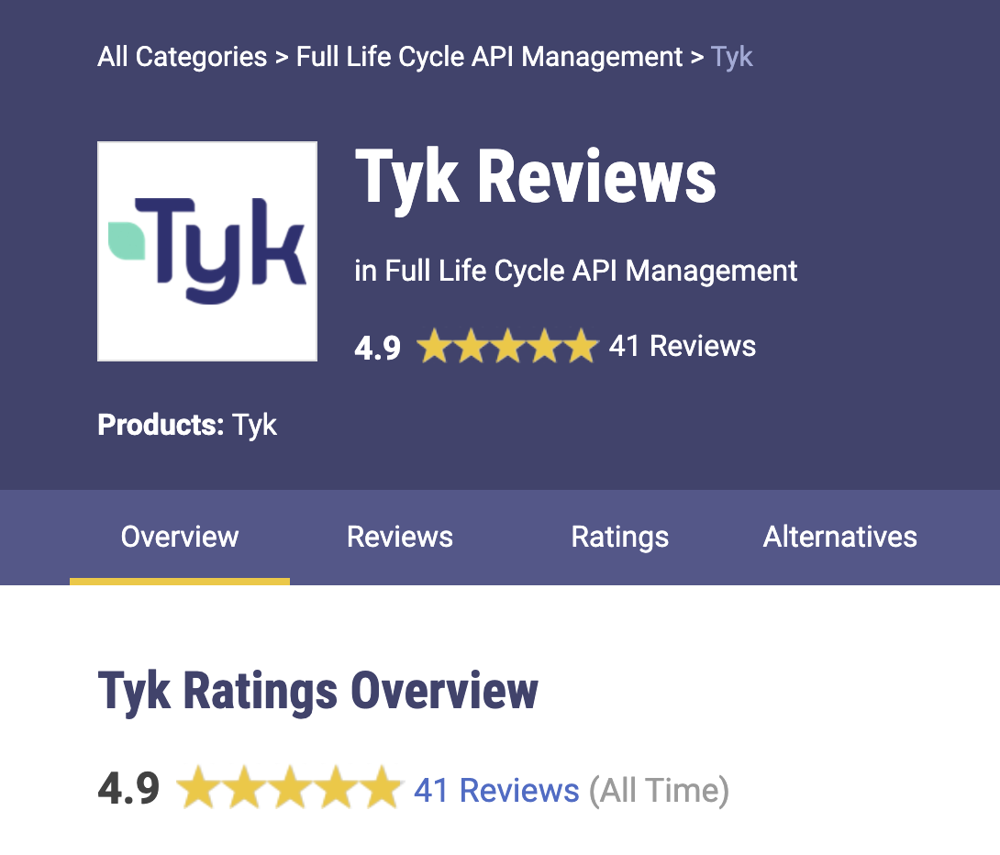 All Categories > Full Life Cycle API Management > Tyk
Tyk
Tyk Reviews
in Full Life Cycle API Management
4.9 41 Reviews
Products: Tyk
Overview Reviews Ratings Alternatives
Tyk Ratings Overview
4.9 41 Reviews (All Time)